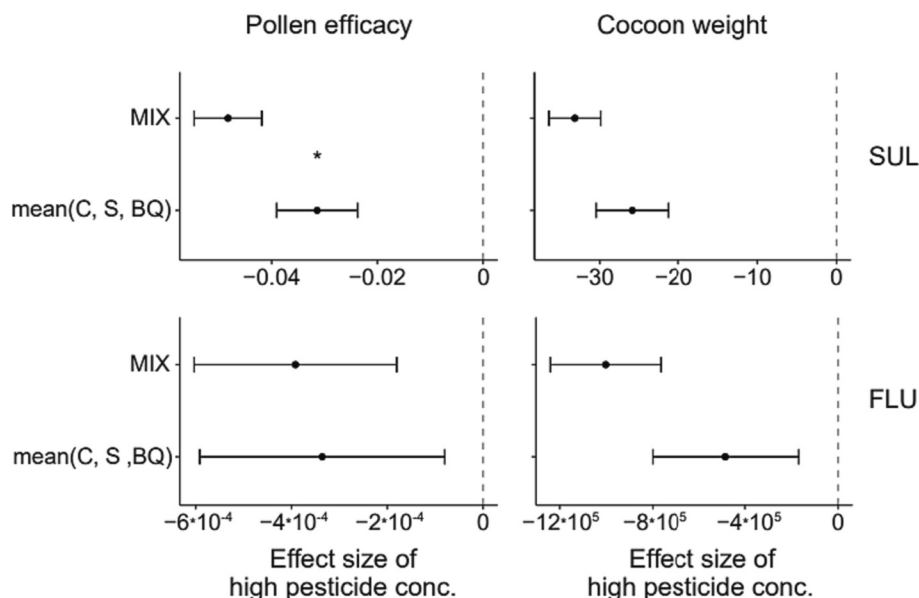 Pollen efficacy Cocoon weight
MIX
*
mean(C, S, BQ)
SUL
−0.04 −0.02 0 −30 −20 −10 0
MIX
mean(C, S ,BQ)
FLU
−6*10⁻⁴ −4*10⁻⁴ −2*10⁻⁴ 0 −12*10⁵ −8*10⁵ −4*10⁵ 0
Effect size of Effect size of
high pesticide conc. high pesticide conc.